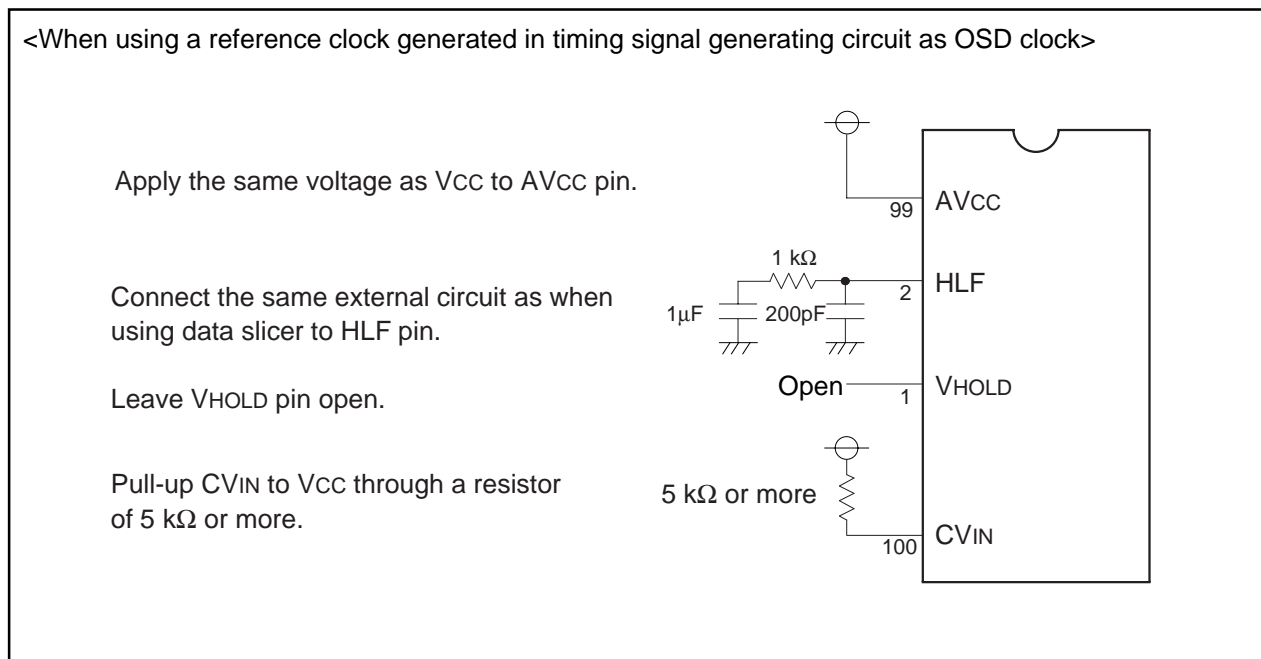 <When using a reference clock generated in timing signal generating circuit as OSD clock>
Apply the same voltage as VCC to AVCC pin.
99
AVCC
Connect the same external circuit as when
using data slicer to HLF pin.
1 kΩ
1μF
200pF
2
HLF
Leave VHOLD pin open.
Open
1
VHOLD
Pull-up CVIN to VCC through a resistor
of 5 kΩ or more.
5 kΩ or more
100
CVIN